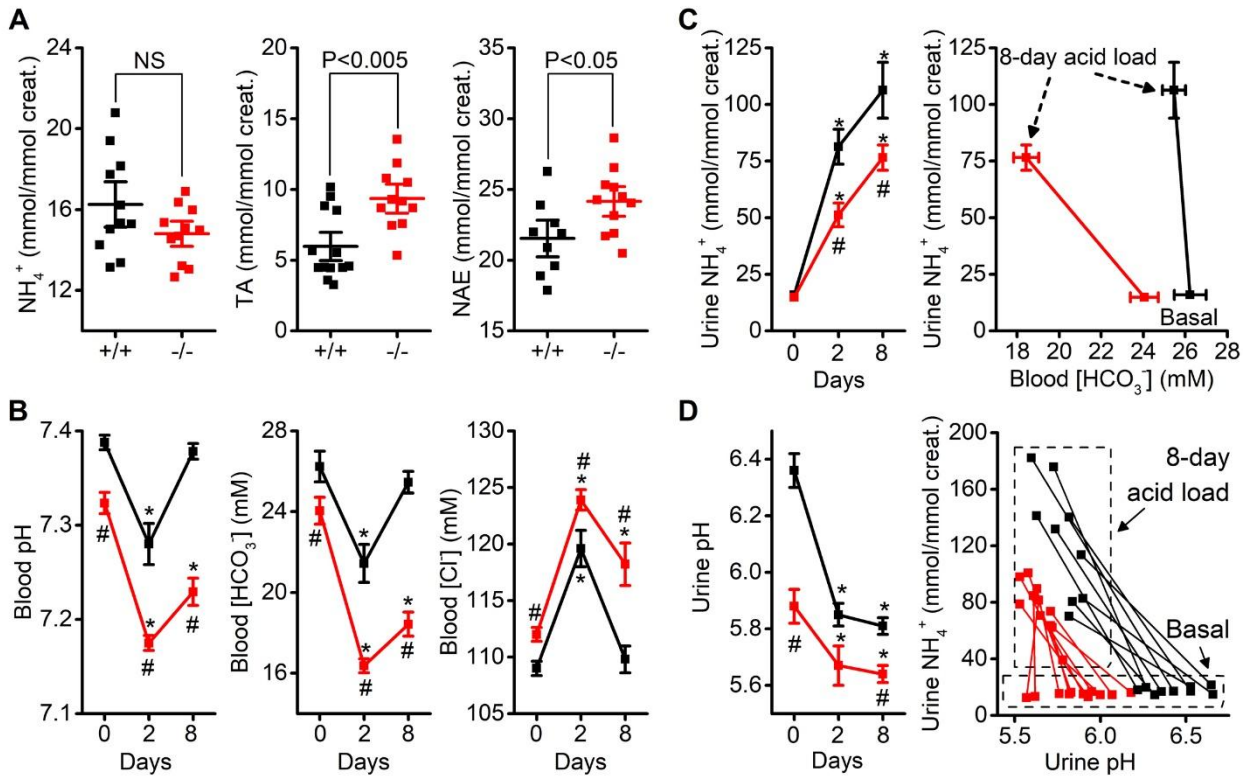 A
NH₄⁺ (mmol/mmol creat.)
24
20
16
12
NS
+/+
-/-
TA (mmol/mmol creat.)
20
15
10
5
0
P<0.005
+/+
-/-
NAE (mmol/mmol creat.)
30
25
20
15
P<0.05
+/+
-/-
B
Blood pH
7.4
7.3
7.2
7.1
#
*
*
#
#
0 2 8
Days
Blood [HCO₃⁻] (mM)
28
24
20
16
#
*
*
#
*
#
0 2 8
Days
Blood [Cl⁻] (mM)
130
125
120
115
110
105
#
#
*
*
#
*
0 2 8
Days
C
Urine NH₄⁺ (mmol/mmol creat.)
125
100
75
50
25
0
*
*
*
*
#
#
0 2 8
Days
Urine NH₄⁺ (mmol/mmol creat.)
125
100
75
50
25
0
8-day acid load
Basal
18 20 22 24 26 28
Blood [HCO₃⁻] (mM)
D
Urine pH
6.4
6.2
6.0
5.8
5.6
#
*
*
*
*
#
0 2 8
Days
Urine NH₄⁺ (mmol/mmol creat.)
200
160
120
80
40
0
8-day
acid load
Basal
5.5 6.0 6.5
Urine pH